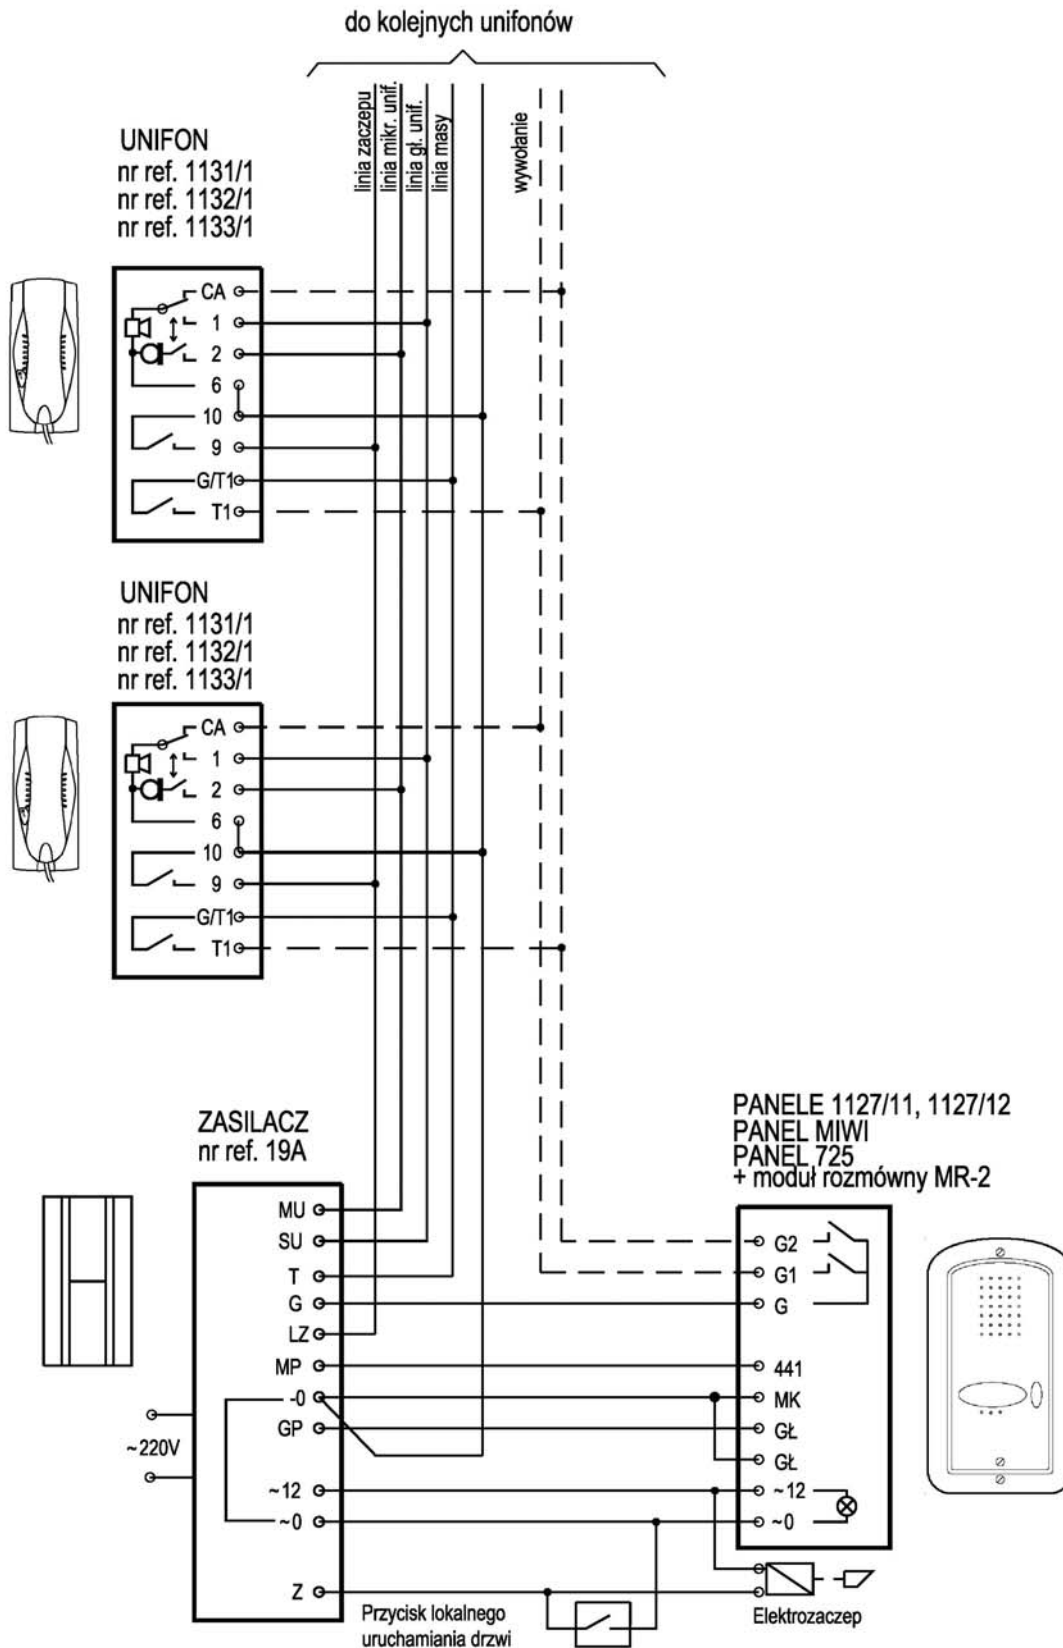 do kolejnych unifonów
linia zaczepu
linia mikr. unif.
linia gł. unif.
linia masy
wywołanie
UNIFON
nr ref. 1131/1
nr ref. 1132/1
nr ref. 1133/1
CA
1
2
6
10
9
G/T1
T1
UNIFON
nr ref. 1131/1
nr ref. 1132/1
nr ref. 1133/1
CA
1
2
6
10
9
G/T1
T1
ZASILACZ
nr ref. 19A
MU
SU
T
G
LZ
MP
-0
GP
~12
~0
Z
~220V
PANELE 1127/11, 1127/12
PANEL MIWI
PANEL 725
+ moduł rozmówny MR-2
G2
G1
G
441
MK
GŁ
GŁ
~12
~0
Elektrozaczep
Przycisk lokalnego
uruchamiania drzwi